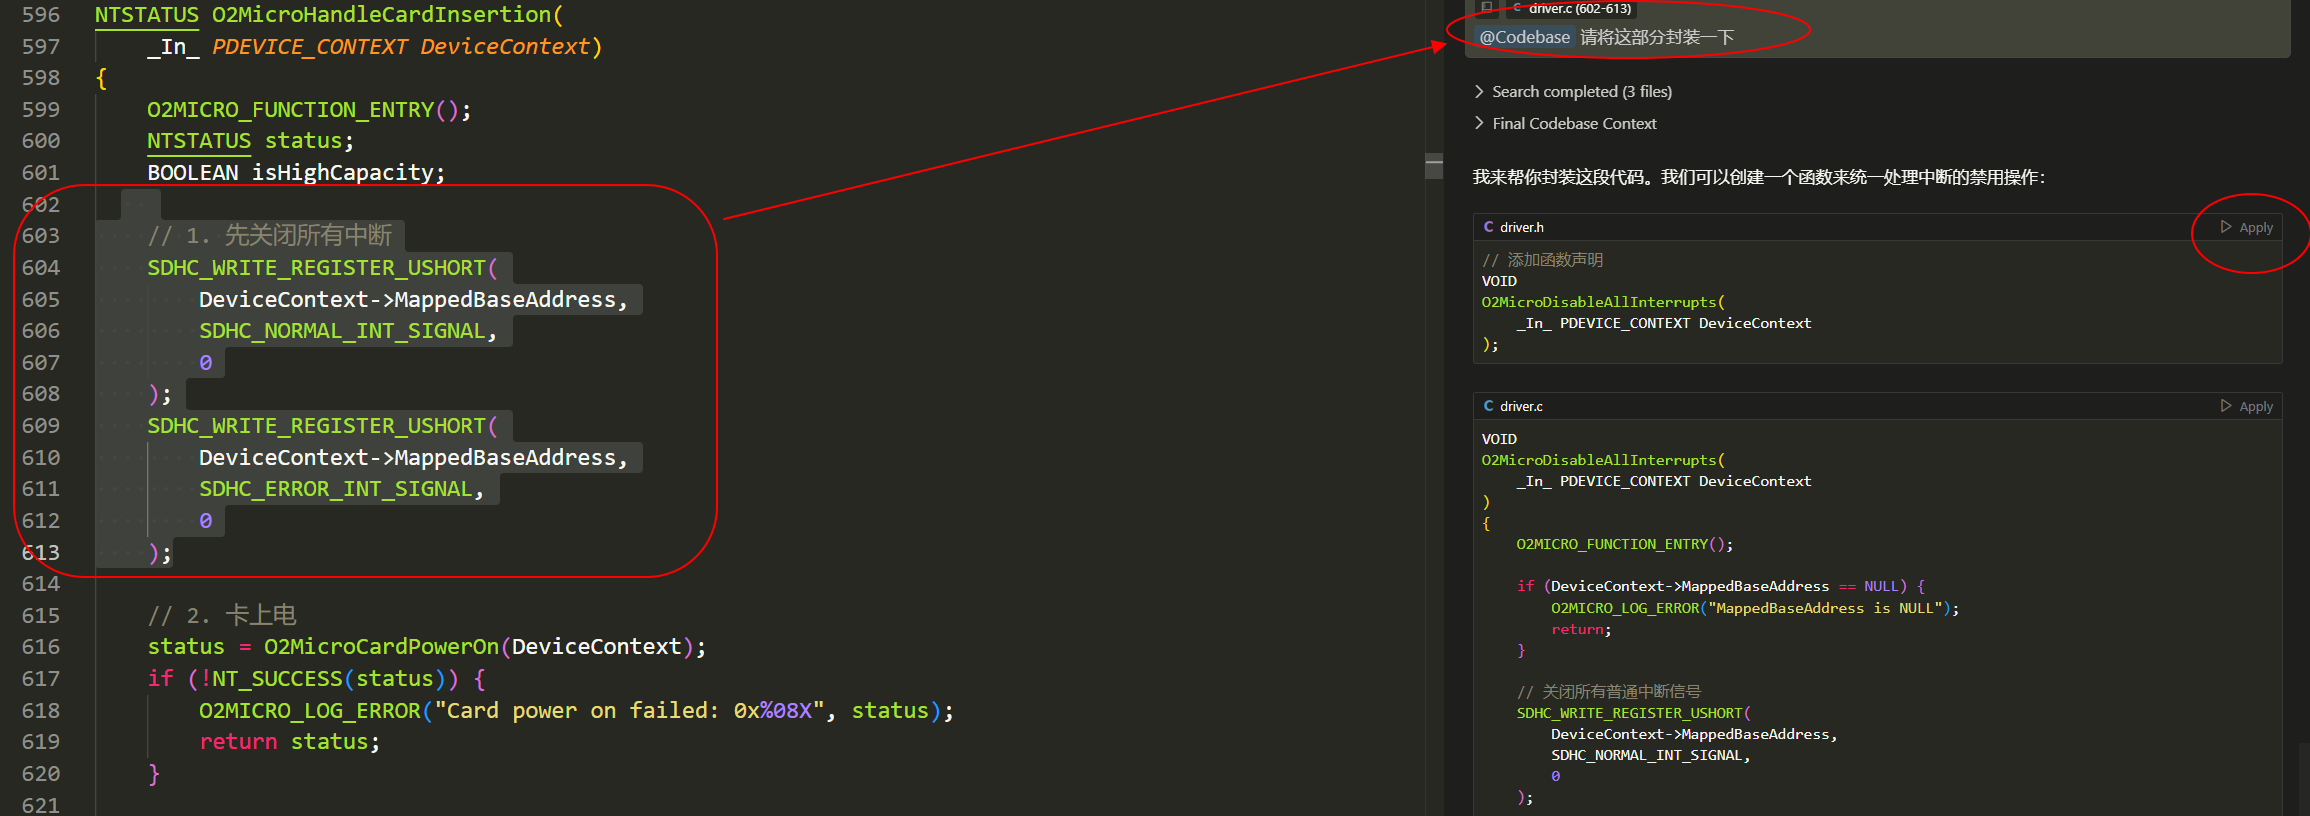 596 NTSTATUS O2MicroHandleCardInsertion(
597 _In_ PDEVICE_CONTEXT DeviceContext)
598 {
599 O2MICRO_FUNCTION_ENTRY();
600 NTSTATUS status;
601 BOOLEAN isHighCapacity;
602
603 // 1. 先关闭所有中断
604 SDHC_WRITE_REGISTER_USHORT(
605 DeviceContext->MappedBaseAddress,
606 SDHC_NORMAL_INT_SIGNAL,
607 0
608 );
609 SDHC_WRITE_REGISTER_USHORT(
610 DeviceContext->MappedBaseAddress,
611 SDHC_ERROR_INT_SIGNAL,
612 0
613 );
614
615 // 2. 卡上电
616 status = O2MicroCardPowerOn(DeviceContext);
617 if (!NT_SUCCESS(status)) {
618 O2MICRO_LOG_ERROR("Card power on failed: 0x%08X", status);
619 return status;
620 }
621
C driver.c (602-613)
@Codebase 请将这部分封装一下
Search completed (3 files)
Final Codebase Context
我来帮你封装这段代码。我们可以创建一个函数来统一处理中断的禁用操作：
C driver.h Apply
// 添加函数声明
VOID
O2MicroDisableAllInterrupts(
_In_ PDEVICE_CONTEXT DeviceContext
);
C driver.c Apply
VOID
O2MicroDisableAllInterrupts(
_In_ PDEVICE_CONTEXT DeviceContext
)
{
O2MICRO_FUNCTION_ENTRY();
if (DeviceContext->MappedBaseAddress == NULL) {
O2MICRO_LOG_ERROR("MappedBaseAddress is NULL");
return;
}
// 关闭所有普通中断信号
SDHC_WRITE_REGISTER_USHORT(
DeviceContext->MappedBaseAddress,
SDHC_NORMAL_INT_SIGNAL,
0
);